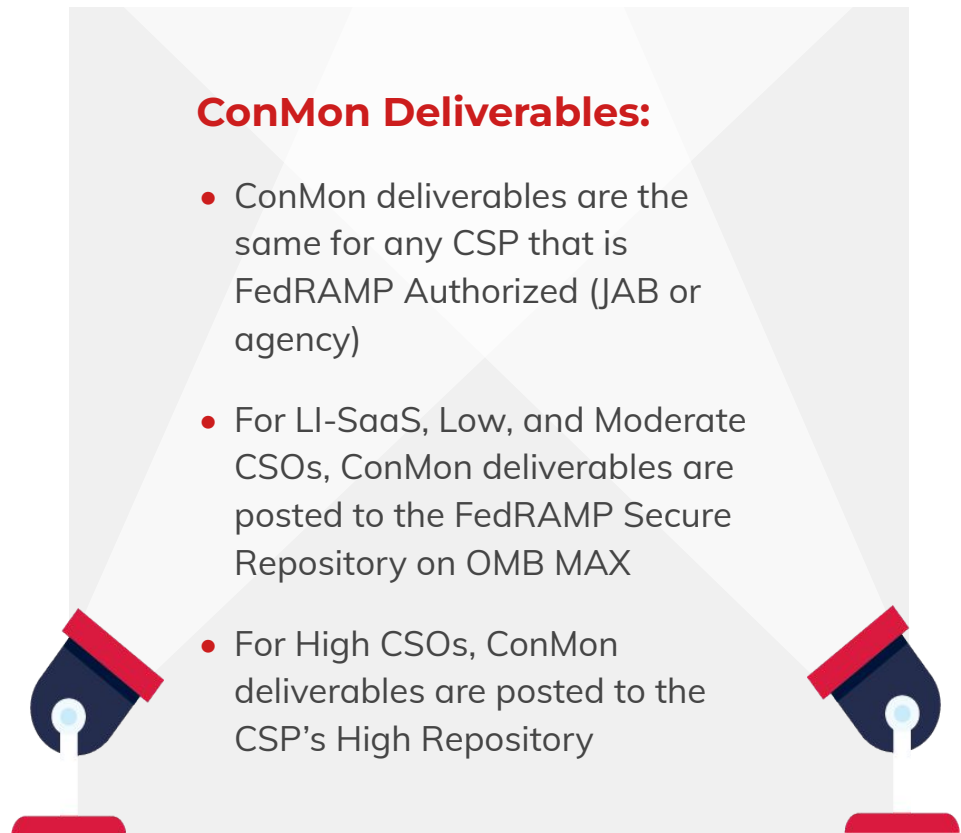 ConMon Deliverables:
• ConMon deliverables are the
same for any CSP that is
FedRAMP Authorized (JAB or
agency)
• For LI-SaaS, Low, and Moderate
CSOs, ConMon deliverables are
posted to the FedRAMP Secure
Repository on OMB MAX
• For High CSOs, ConMon
deliverables are posted to the
CSP’s High Repository